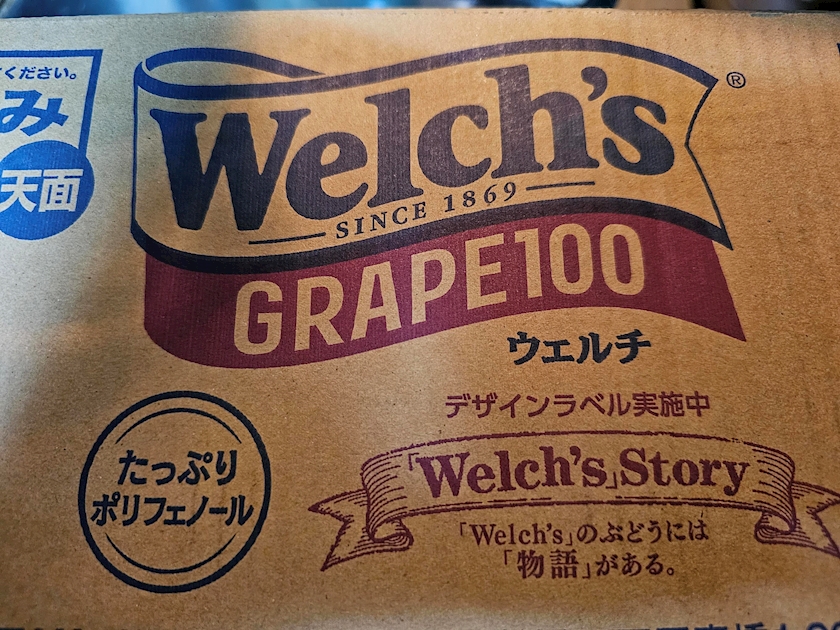 ください。
み
天面
Welch's®
SINCE 1869
GRAPE100
ウェルチ
デザインラベル実施中
「Welch's」Story
「Welch's」のぶどうには
「物語」がある。
たっぷり
ポリフェノール